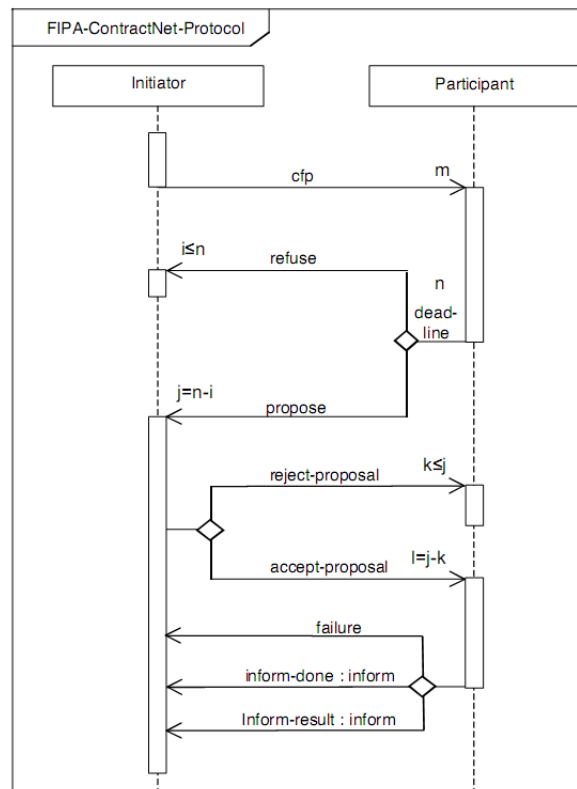 FIPA-ContractNet-Protocol
Initiator
Participant
cfp
m
i≤n
refuse
n
dead-
line
j=n-i
propose
reject-proposal
k≤j
accept-proposal
l=j-k
failure
inform-done : inform
Inform-result : inform